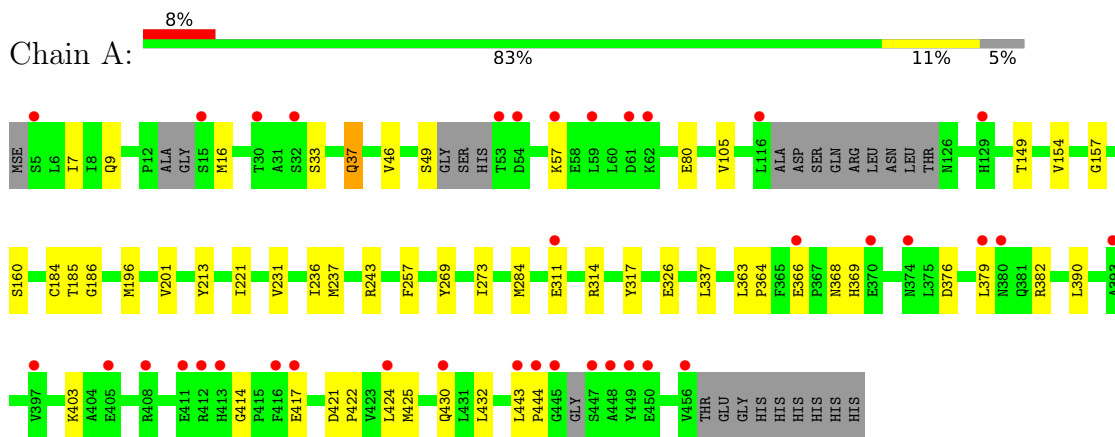 8%
Chain A:
83% 11% 5%
MSE S5 L6 I7 I8 Q9 P12 ALA GLY S15 M16 T30 A31 S32 S33 Q37 V46 S49 GLY SER HIS T53 D54 K57 E58 L59 L60 D61 K62 E80 V105 L116 ALA ASP SER GLN ARG LEU ASN LEU THR N126 H129 T149 V154 G157
S160 C184 T185 G186 M196 V201 Y213 I221 V231 I236 M237 R243 F257 Y269 I273 M284 E311 R314 Y317 E326 L337 L363 P364 F365 E366 P367 N368 H369 E370 N374 L375 D376 L379 N380 Q381 R382 L390 A393
V397 K403 A404 E405 R408 E411 R412 H413 G414 P415 F416 E417 D421 P422 V423 L424 M425 Q430 L431 L432 L443 P444 G445 GLY S447 A448 Y449 E450 V456 THR GLU GLY HIS HIS HIS HIS HIS HIS